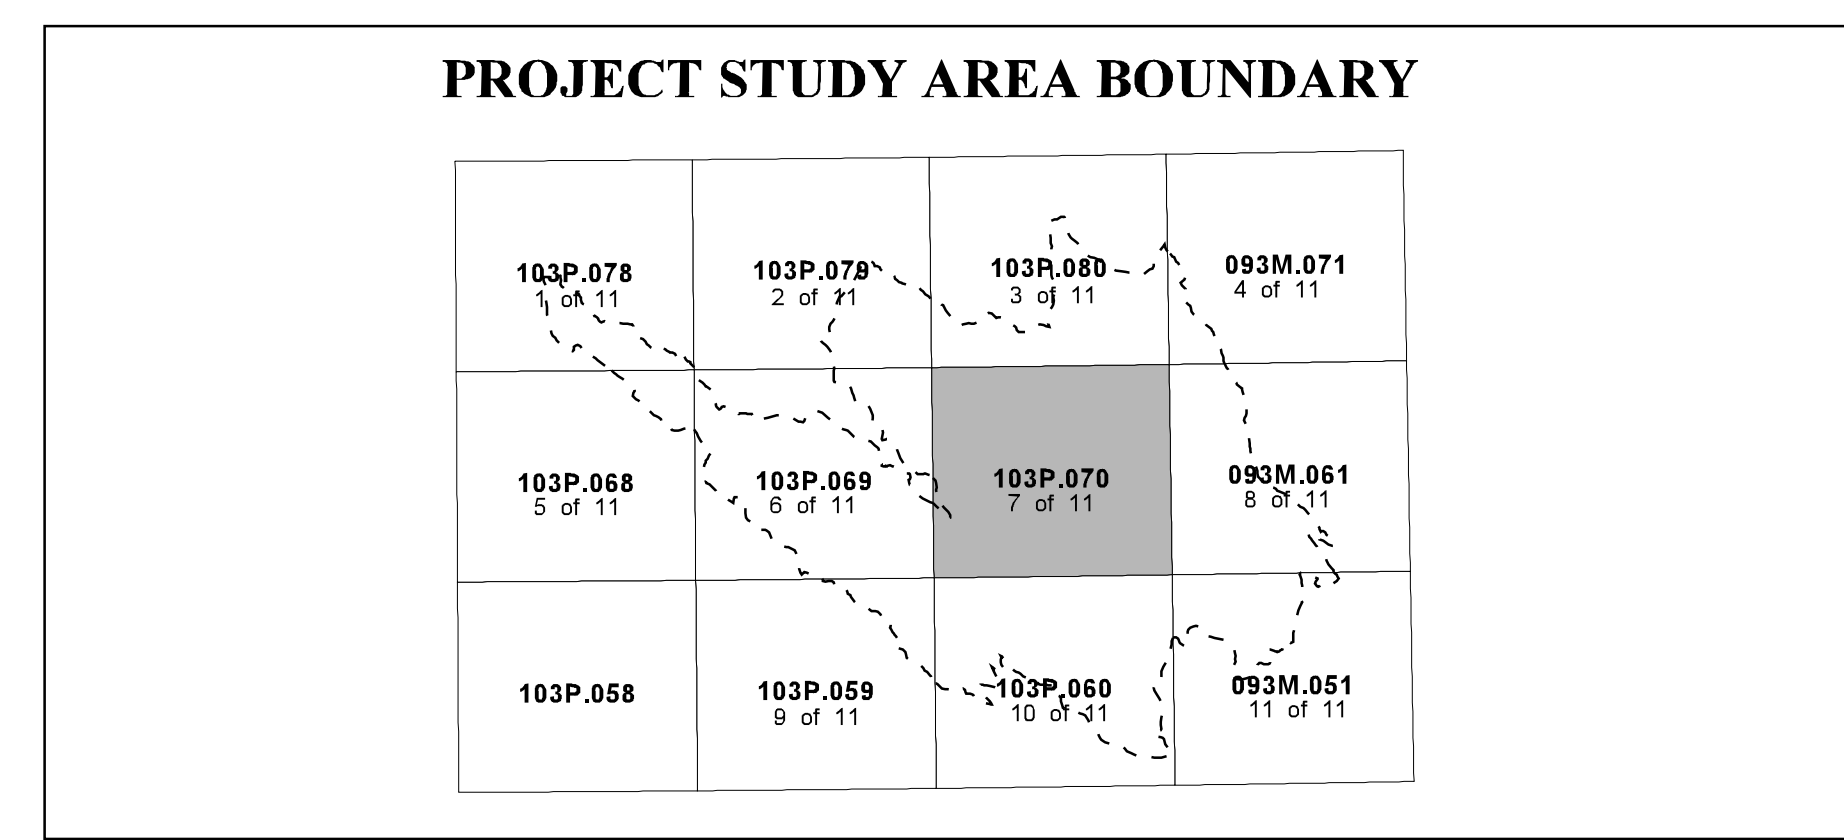 PROJECT STUDY AREA BOUNDARY
103P.078
1 of 11
103P.079
2 of 11
103P.080
3 of 11
093M.071
4 of 11
103P.068
5 of 11
103P.069
6 of 11
103P.070
7 of 11
093M.061
8 of 11
103P.058
103P.059
9 of 11
103P.060
10 of 11
093M.051
11 of 11